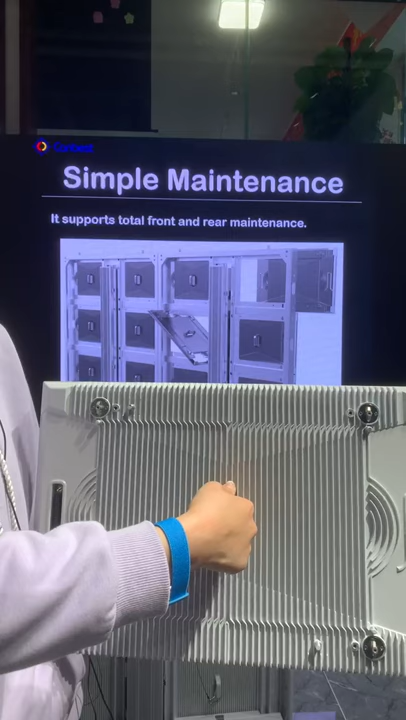 Simple Maintenance
It supports total front and rear maintenance.